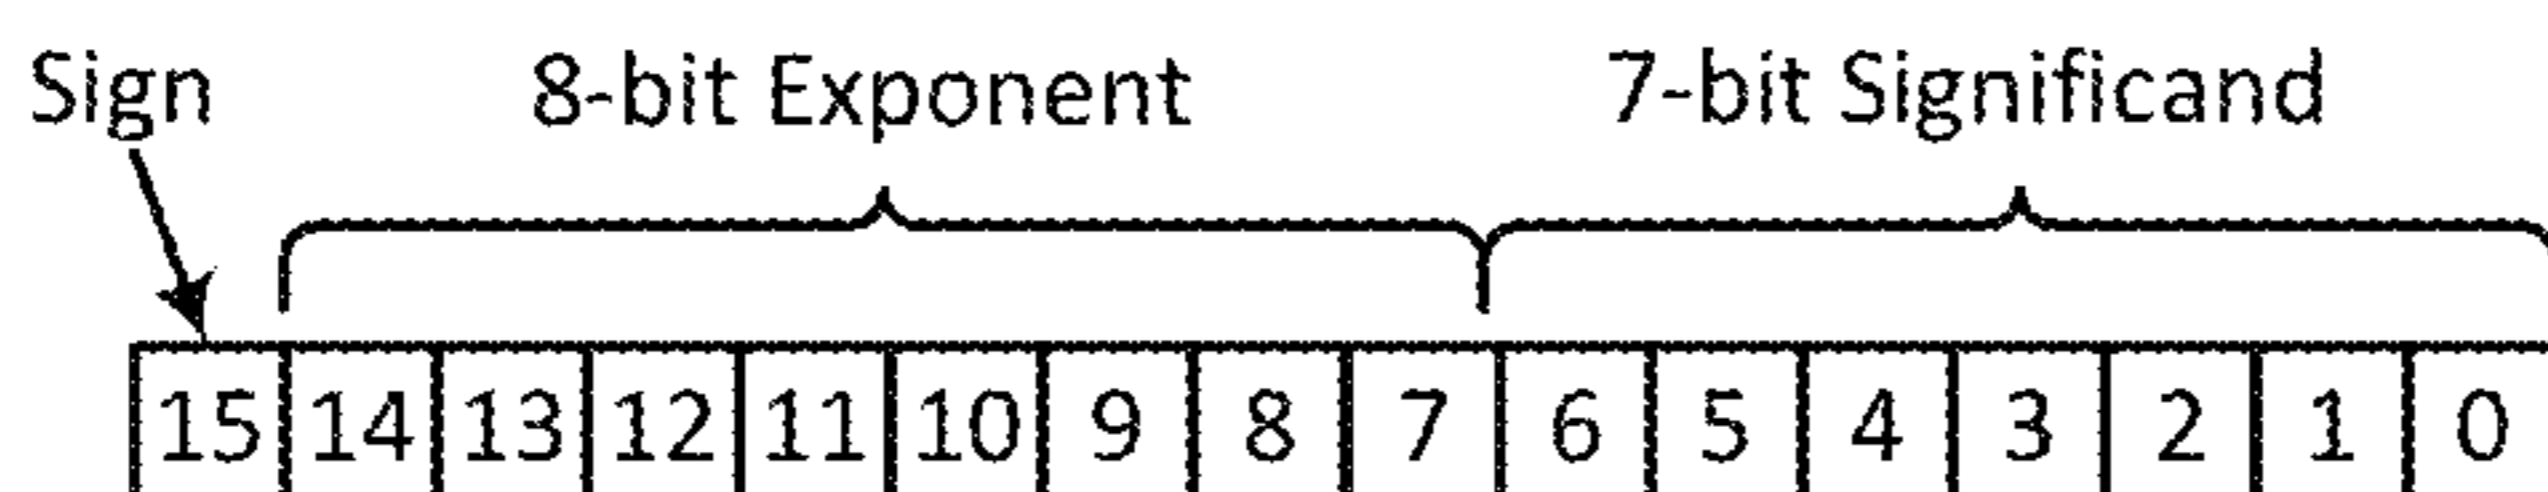 Sign 8-bit Exponent 7-bit Significand
15 14 13 12 11 10 9 8 7 6 5 4 3 2 1 0